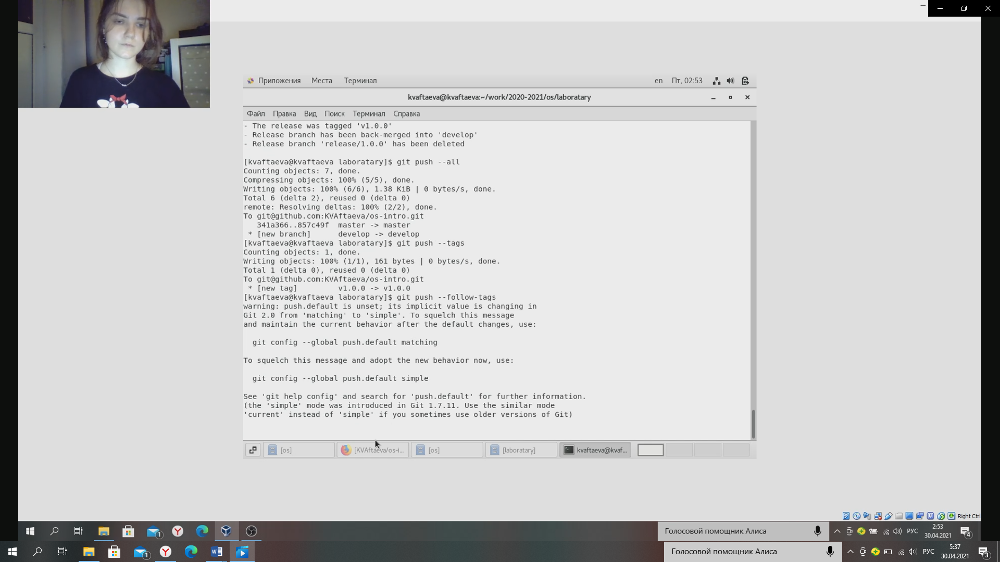 Приложения Места Терминал en Пт, 02:53
kvaftaeva@kvaftaeva:~/work/2020-2021/os/laboratary
Файл Правка Вид Поиск Терминал Справка
- The release was tagged 'v1.0.0'
- Release branch has been back-merged into 'develop'
- Release branch 'release/1.0.0' has been deleted
[kvaftaeva@kvaftaeva laboratary]$ git push --all
Counting objects: 7, done.
Compressing objects: 100% (5/5), done.
Writing objects: 100% (6/6), 1.38 KiB | 0 bytes/s, done.
Total 6 (delta 2), reused 0 (delta 0)
remote: Resolving deltas: 100% (2/2), done.
To git@github.com:KVAftaeva/os-intro.git
   341a366..857c49f  master -> master
 * [new branch]      develop -> develop
[kvaftaeva@kvaftaeva laboratary]$ git push --tags
Counting objects: 1, done.
Writing objects: 100% (1/1), 161 bytes | 0 bytes/s, done.
Total 1 (delta 0), reused 0 (delta 0)
To git@github.com:KVAftaeva/os-intro.git
 * [new tag]         v1.0.0 -> v1.0.0
[kvaftaeva@kvaftaeva laboratary]$ git push --follow-tags
warning: push.default is unset; its implicit value is changing in
Git 2.0 from 'matching' to 'simple'. To squelch this message
and maintain the current behavior after the default changes, use:
  git config --global push.default matching
To squelch this message and adopt the new behavior now, use:
  git config --global push.default simple
See 'git help config' and search for 'push.default' for further information.
(the 'simple' mode was introduced in Git 1.7.11. Use the similar mode
'current' instead of 'simple' if you sometimes use older versions of Git)
[os] [KVAftaeva/os-i... [os] [laboratary] kvaftaeva@kvaf...
Right Ctrl
1 Голосовой помощник Алиса РУС 2:53 30.04.2021 4
1 Голосовой помощник Алиса РУС 5:37 30.04.2021 3